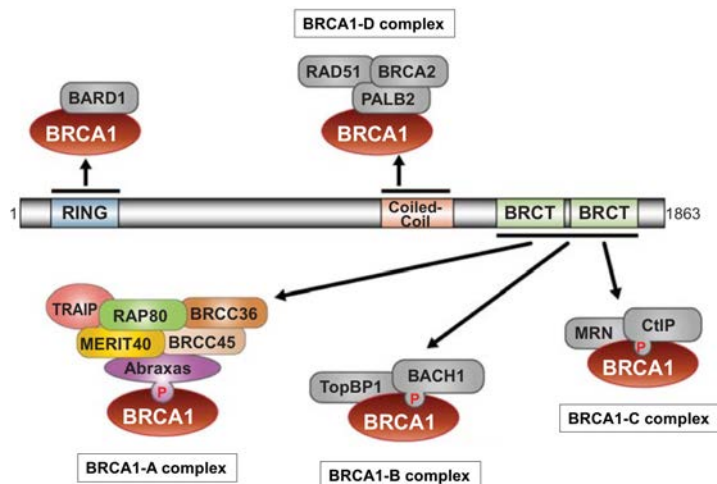 BRCA1-D complex
RAD51 BRCA2
PALB2
BRCA1
BARD1
BRCA1
1 RING Coiled-Coil BRCT BRCT 1863
TRAIP RAP80 BRCC36
MERIT40 BRCC45
Abraxas
P
BRCA1
BRCA1-A complex
TopBP1 BACH1
P
BRCA1
BRCA1-B complex
MRN CtIP
P
BRCA1
BRCA1-C complex